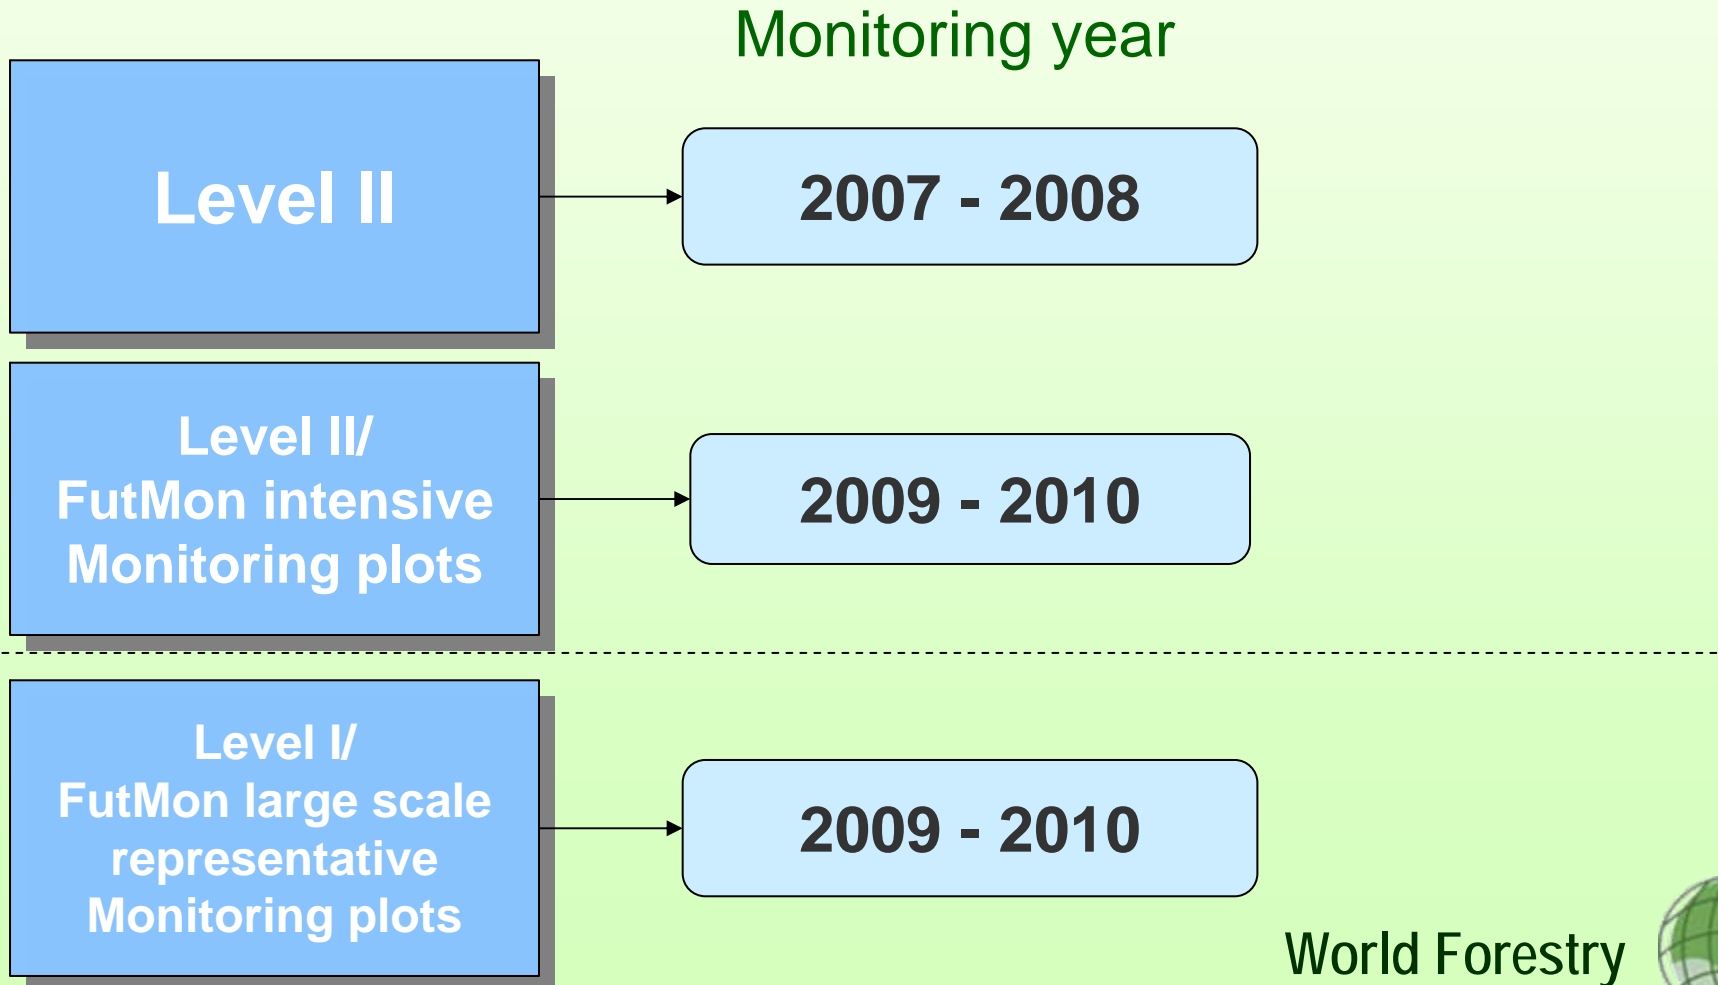 Monitoring year
Level II
2007 - 2008
Level II/
FutMon intensive
Monitoring plots
2009 - 2010
Level I/
FutMon large scale
representative
Monitoring plots
2009 - 2010
World Forestry